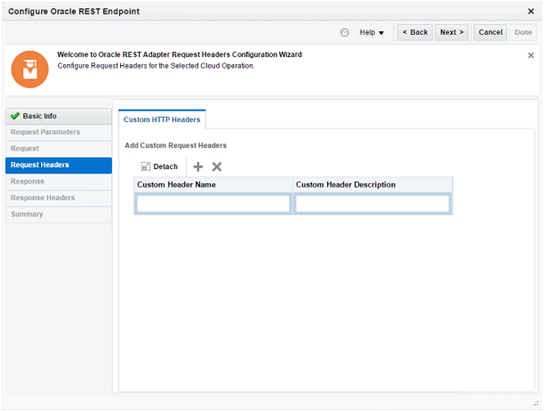 Configure Oracle REST Endpoint
Help
< Back
Next >
Cancel
Done
Welcome to Oracle REST Adapter Request Headers Configuration Wizard
Configure Request Headers for the Selected Cloud Operation.
Basic Info
Request Parameters
Request
Request Headers
Response
Response Headers
Summary
Custom HTTP Headers
Add Custom Request Headers
Detach
Custom Header Name
Custom Header Description